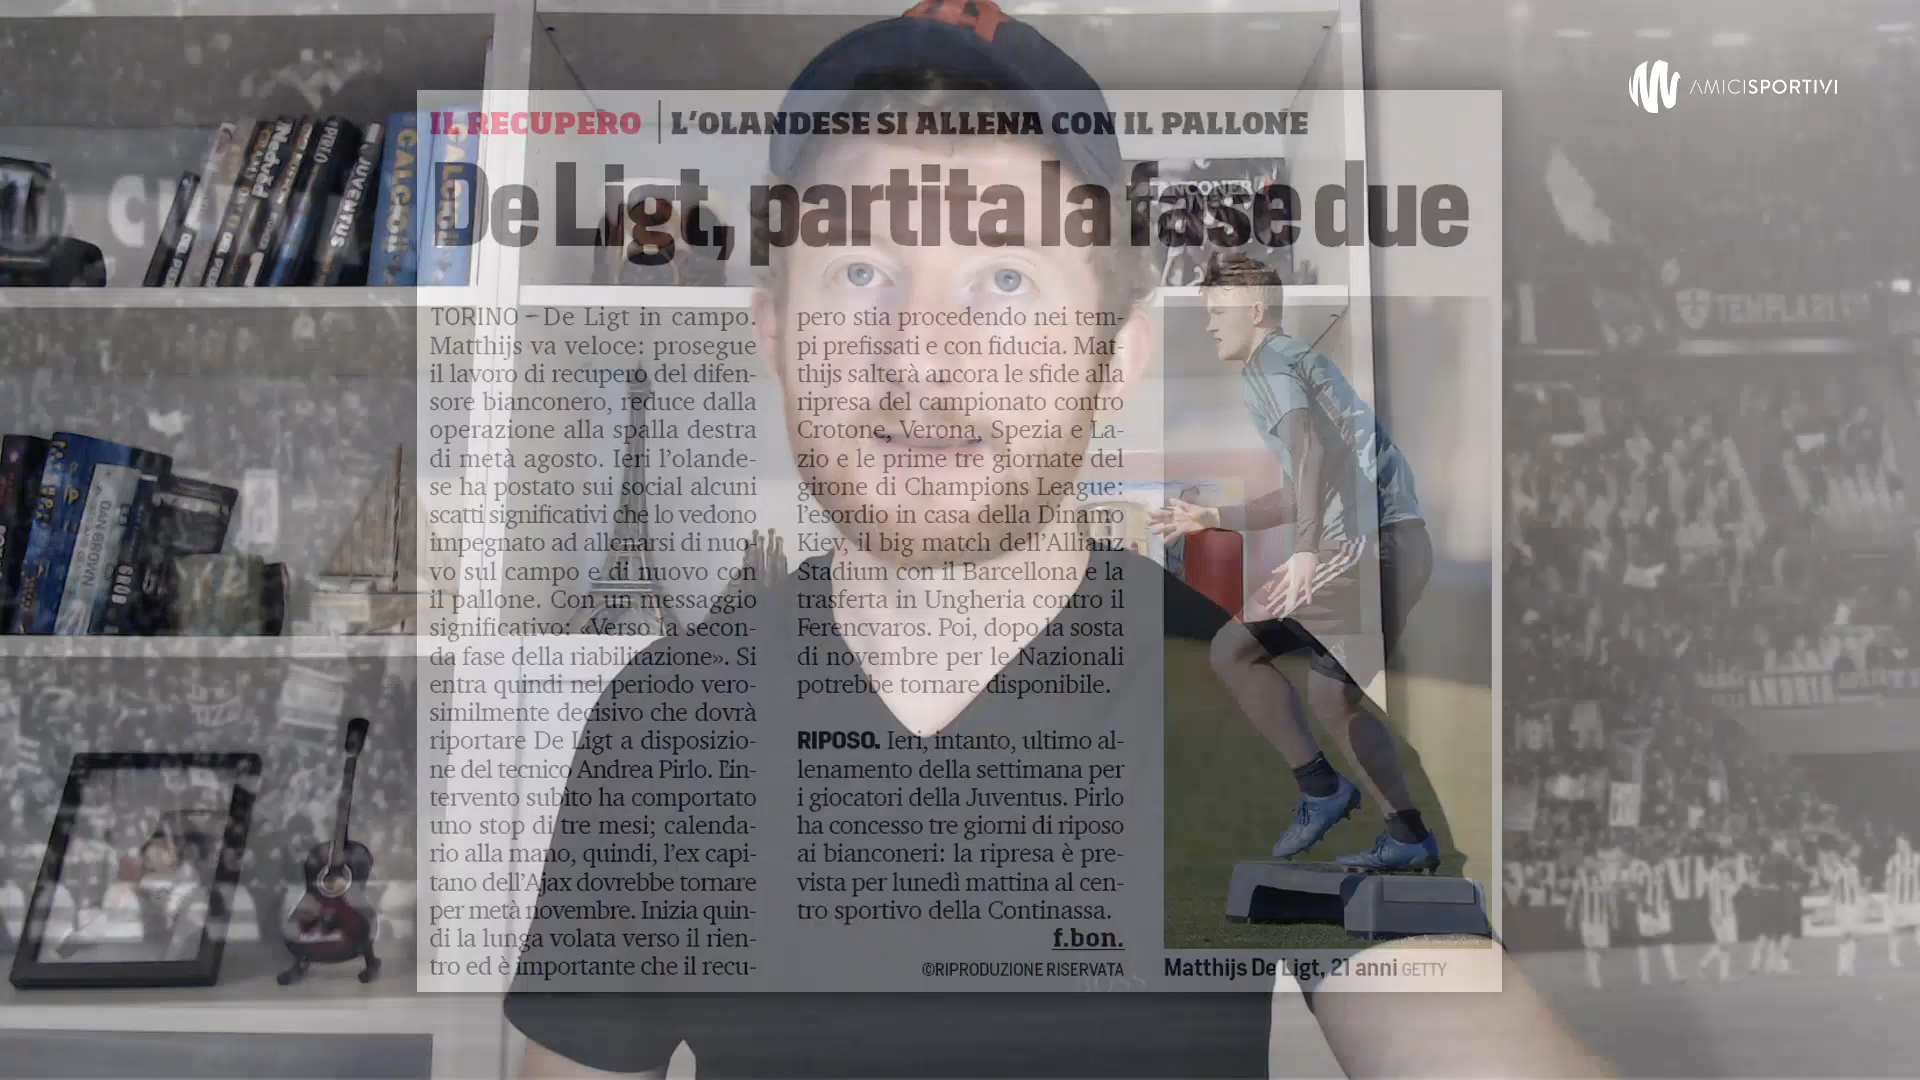 AMICISPORTIVI
IL RECUPERO | L'OLANDESE SI ALLENA CON IL PALLONE
De Ligt, partita la fase due
TORINO - De Ligt in campo.
Matthijs va veloce: prosegue
il lavoro di recupero del difen-
sore bianconero, reduce dalla
operazione alla spalla destra
di metà agosto. Ieri l'olande-
se ha postato sui social alcuni
scatti significativi che lo vedono
impegnato ad allenarsi di nuo-
vo sul campo e di nuovo con
il pallone. Con un messaggio
significativo: «Verso la secon-
da fase della riabilitazione». Si
entra quindi nel periodo vero-
similmente decisivo che dovrà
riportare De Ligt a disposizio-
ne del tecnico Andrea Pirlo. L'in-
tervento subito ha comportato
uno stop di tre mesi; calenda-
rio alla mano, quindi, l'ex capi-
tano dell'Ajax dovrebbe tornare
per metà novembre. Inizia quin-
di la lunga volata verso il rien-
tro ed è importante che il recu-
pero stia procedendo nei tem-
pi prefissati e con fiducia. Mat-
thijs salterà ancora le sfide alla
ripresa del campionato contro
Crotone, Verona, Spezia e La-
zio e le prime tre giornate del
girone di Champions League:
l'esordio in casa della Dinamo
Kiev, il big match dell'Allianz
Stadium con il Barcellona e la
trasferta in Ungheria contro il
Ferencvaros. Poi, dopo la sosta
di novembre per le Nazionali
potrebbe tornare disponibile.
RIPOSO. Ieri, intanto, ultimo al-
lenamento della settimana per
i giocatori della Juventus. Pirlo
ha concesso tre giorni di riposo
ai bianconeri: la ripresa è pre-
vista per lunedì mattina al cen-
tro sportivo della Continassa.
f.bon.
©RIPRODUZIONE RISERVATA
Matthijs De Ligt, 21 anni GETTY
PIRLO
JUVENTUS
CALCIO
DAN BROWN
TEMPLARI
ANDRIA
BOSS